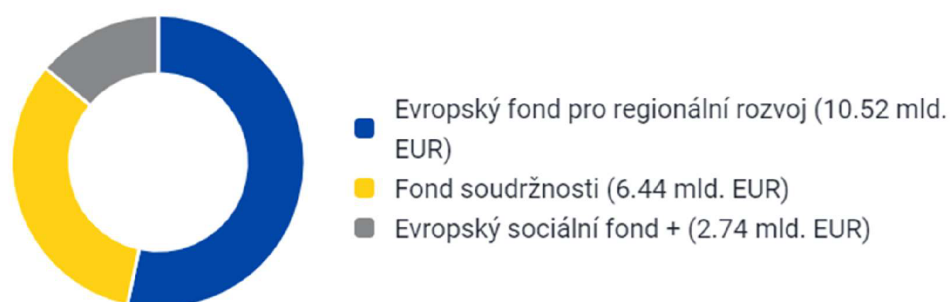 Evropský fond pro regionální rozvoj (10.52 mld.
EUR)
Fond soudržnosti (6.44 mld. EUR)
Evropský sociální fond + (2.74 mld. EUR)